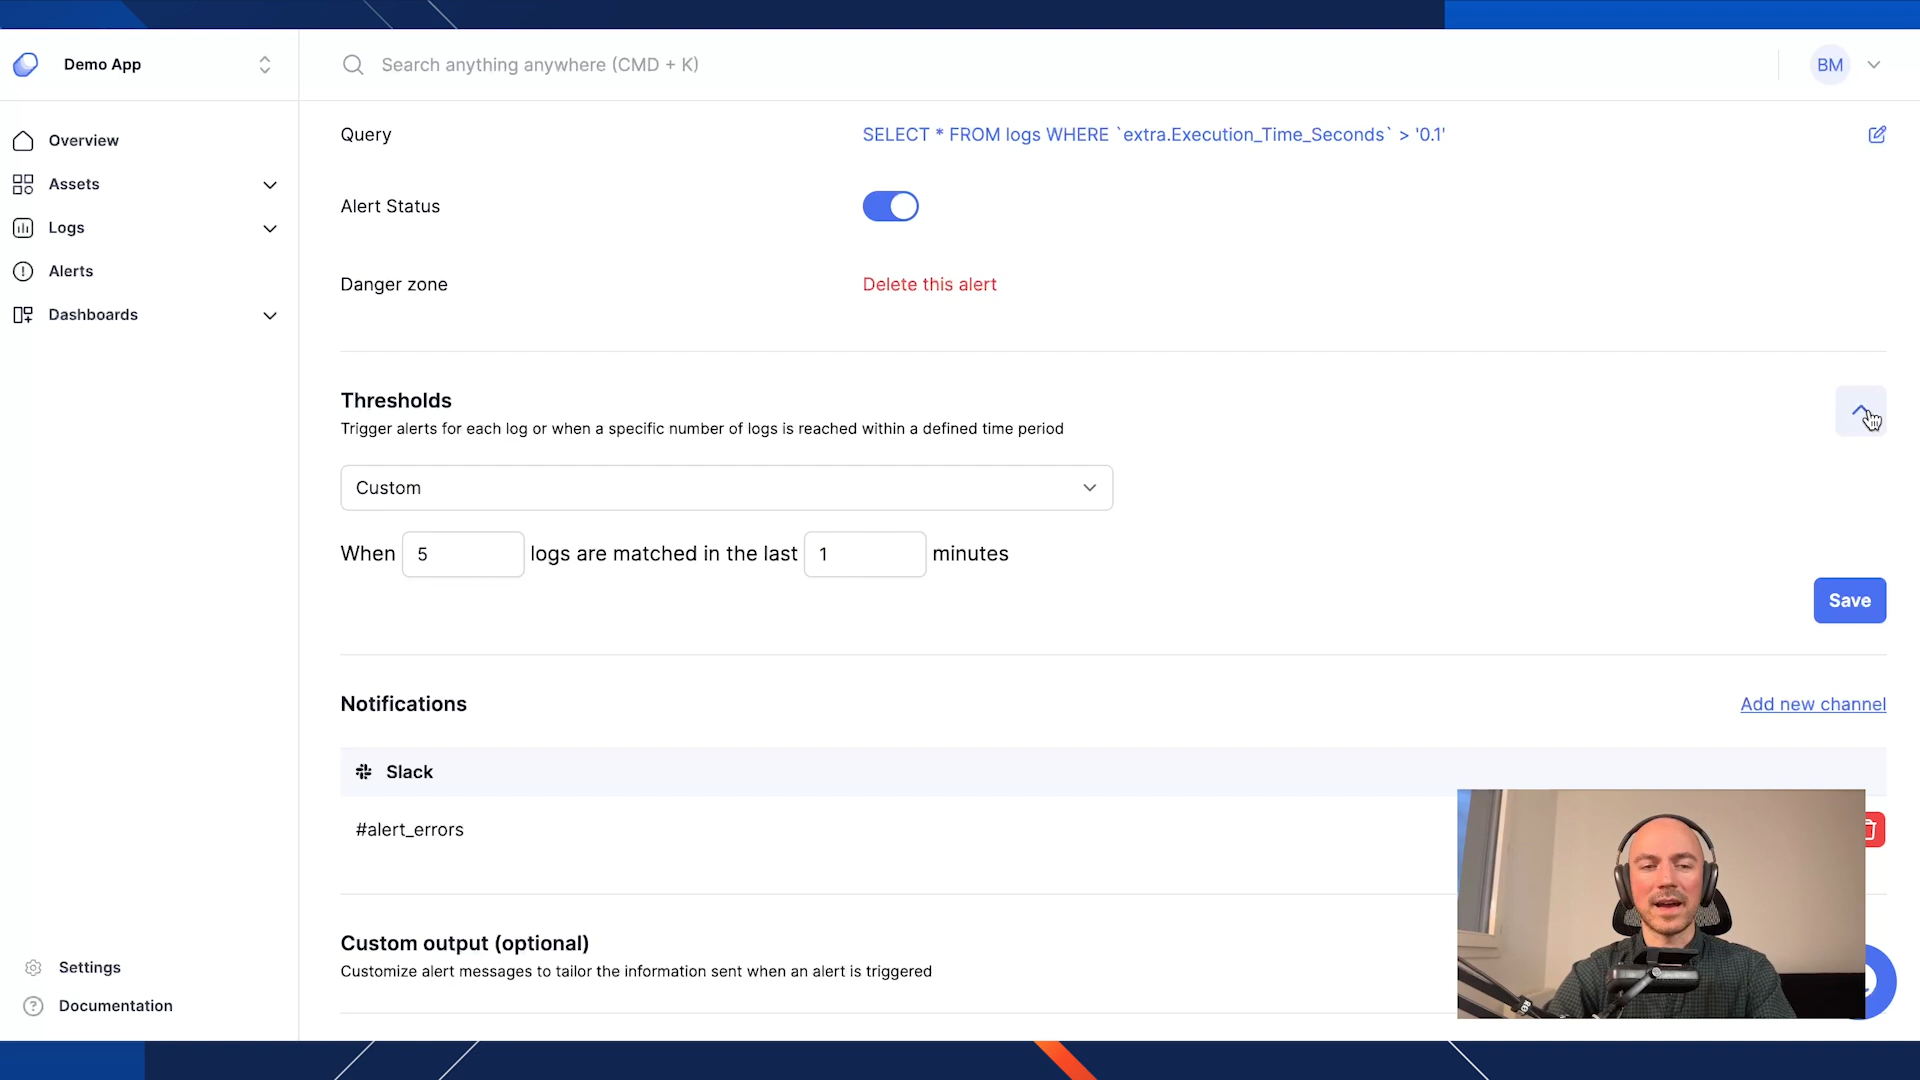 Demo App
Search anything anywhere (CMD + K)
BM
Overview
Assets
Logs
Alerts
Dashboards
Settings
Documentation
Query
SELECT * FROM logs WHERE `extra.Execution_Time_Seconds` > '0.1'
Alert Status
Danger zone
Delete this alert
Thresholds
Trigger alerts for each log or when a specific number of logs is reached within a defined time period
Custom
When 5 logs are matched in the last 1 minutes
Save
Notifications
Add new channel
Slack
#alert_errors
Custom output (optional)
Customize alert messages to tailor the information sent when an alert is triggered